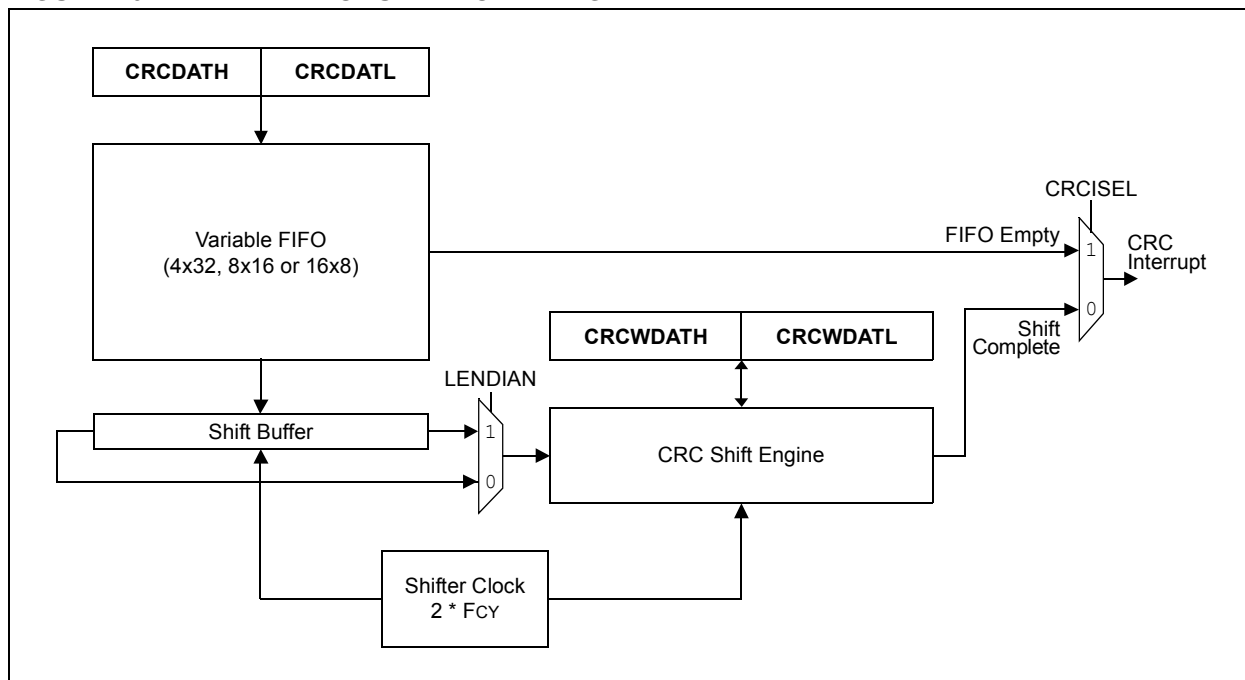 CRCDATH
CRCDATL
Variable FIFO
(4x32, 8x16 or 16x8)
CRCISEL
FIFO Empty
1
CRC
Interrupt
0
Shift
Complete
CRCWDATH
CRCWDATL
LENDIAN
Shift Buffer
1
0
CRC Shift Engine
Shifter Clock
2 * FCY